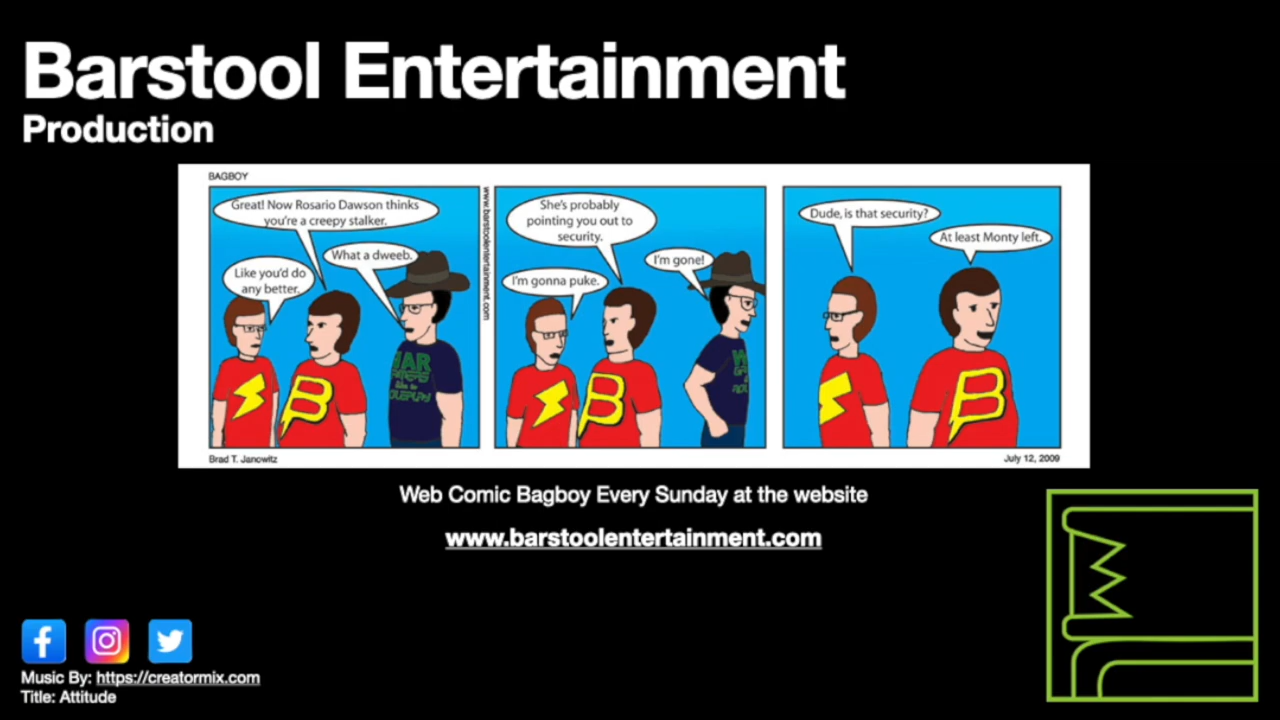 Barstool Entertainment
Production
BAGBOY
Great! Now Rosario Dawson thinks
you're a creepy stalker.
What a dweeb.
Like you'd do
any better.
www.barstoolentertainment.com
She's probably
pointing you out to
security.
I'm gone!
I'm gonna puke.
Dude, is that security?
At least Monty left.
B
B
B
Brad T. Janowitz
July 12, 2009
Web Comic Bagboy Every Sunday at the website
www.barstoolentertainment.com
Music By: https://creatormix.com
Title: Attitude